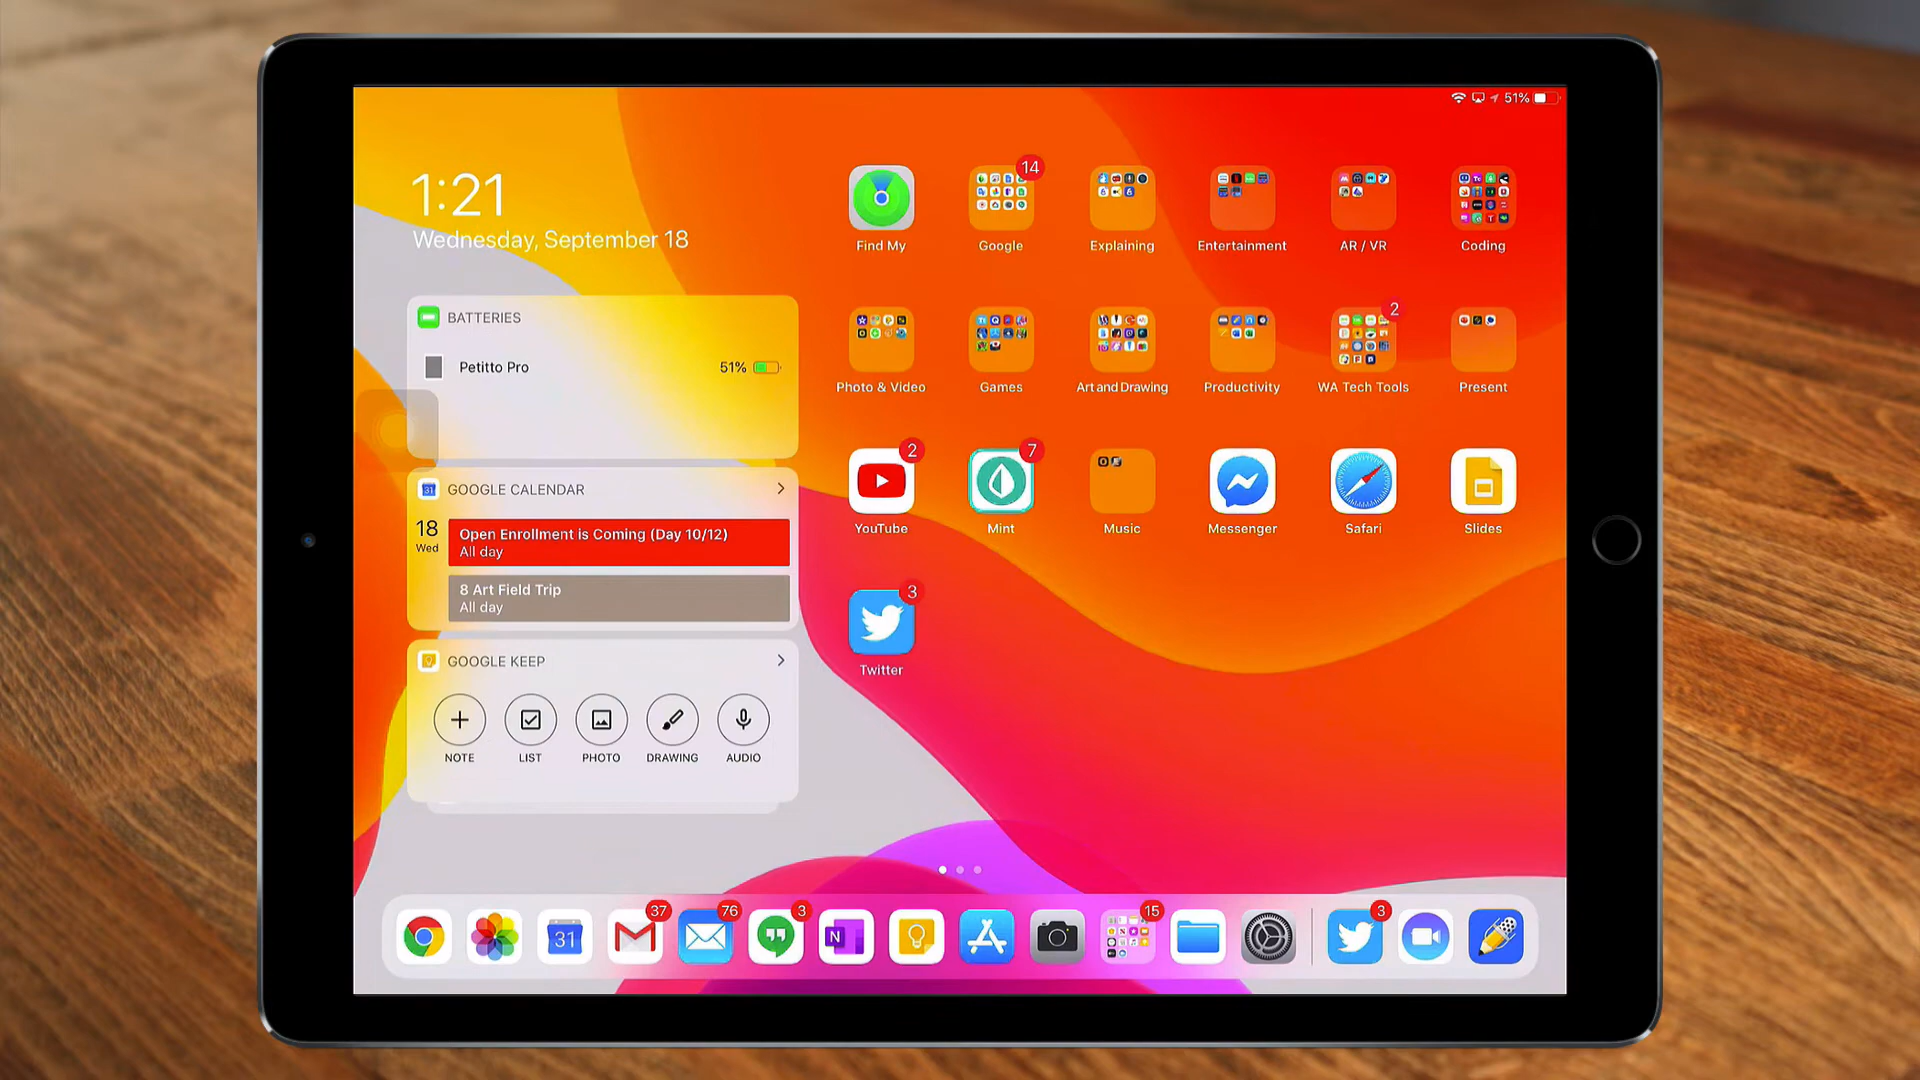 51%
1:21
Wednesday, September 18
BATTERIES
Petitto Pro
51%
31
GOOGLE CALENDAR
18
Wed
Open Enrollment is Coming (Day 10/12)
All day
8 Art Field Trip
All day
GOOGLE KEEP
NOTE LIST PHOTO DRAWING AUDIO
14
Find My Google Explaining Entertainment AR / VR Coding
2
Photo & Video Games Art and Drawing Productivity WA Tech Tools Present
2 7
YouTube Mint Music Messenger Safari Slides
3
Twitter
37 76 3 15 3
31 N